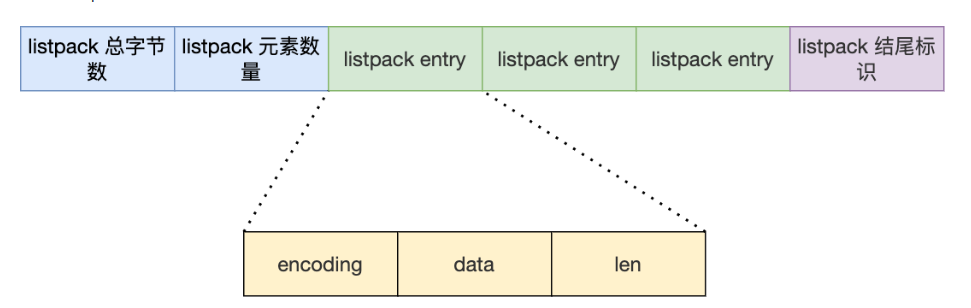 listpack 总字节
数
listpack 元素数
量
listpack entry
listpack entry
listpack entry
listpack 结尾标
识
encoding
data
len